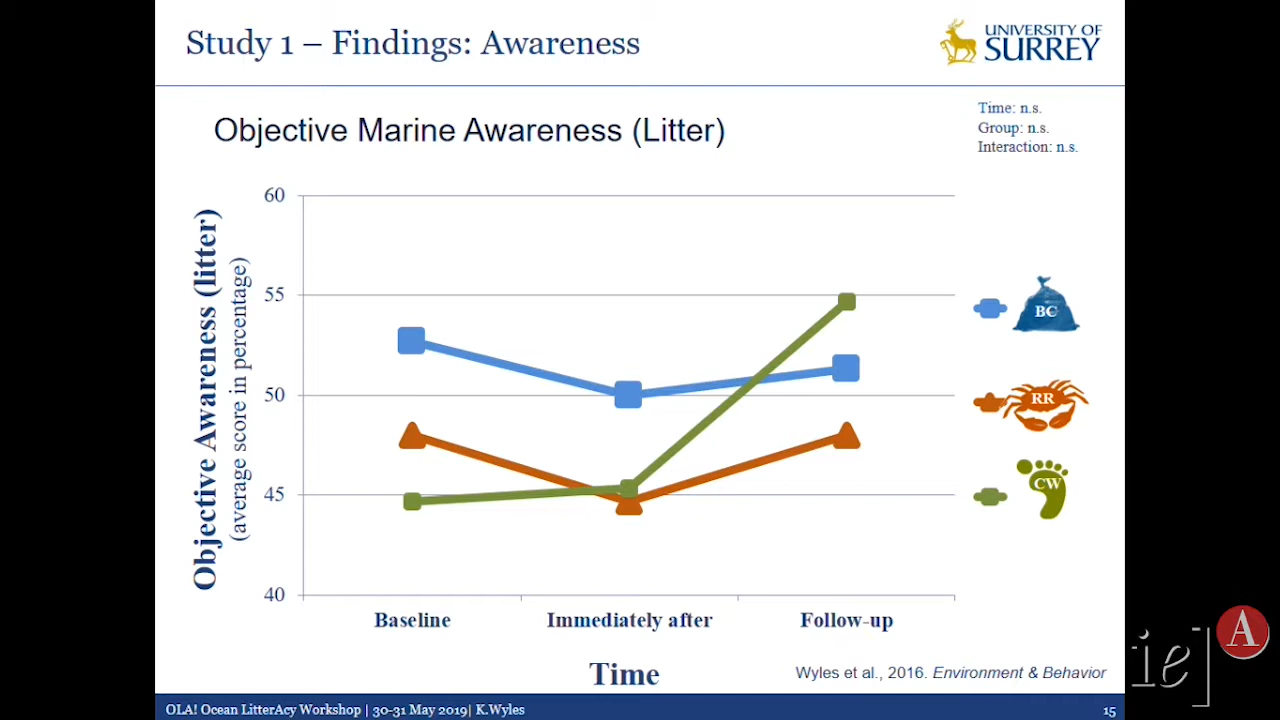 Study 1 – Findings: Awareness
UNIVERSITY OF
SURREY
Objective Marine Awareness (Litter)
Time: n.s.
Group: n.s.
Interaction: n.s.
Objective Awareness (litter)
(average score in percentage)
60
55
50
45
40
BC
RR
CW
Baseline
Immediately after
Follow-up
Time
Wyles et al., 2016. Environment & Behavior
OLA! Ocean LitterAcy Workshop | 30-31 May 2019| K.Wyles
15
ie]
A